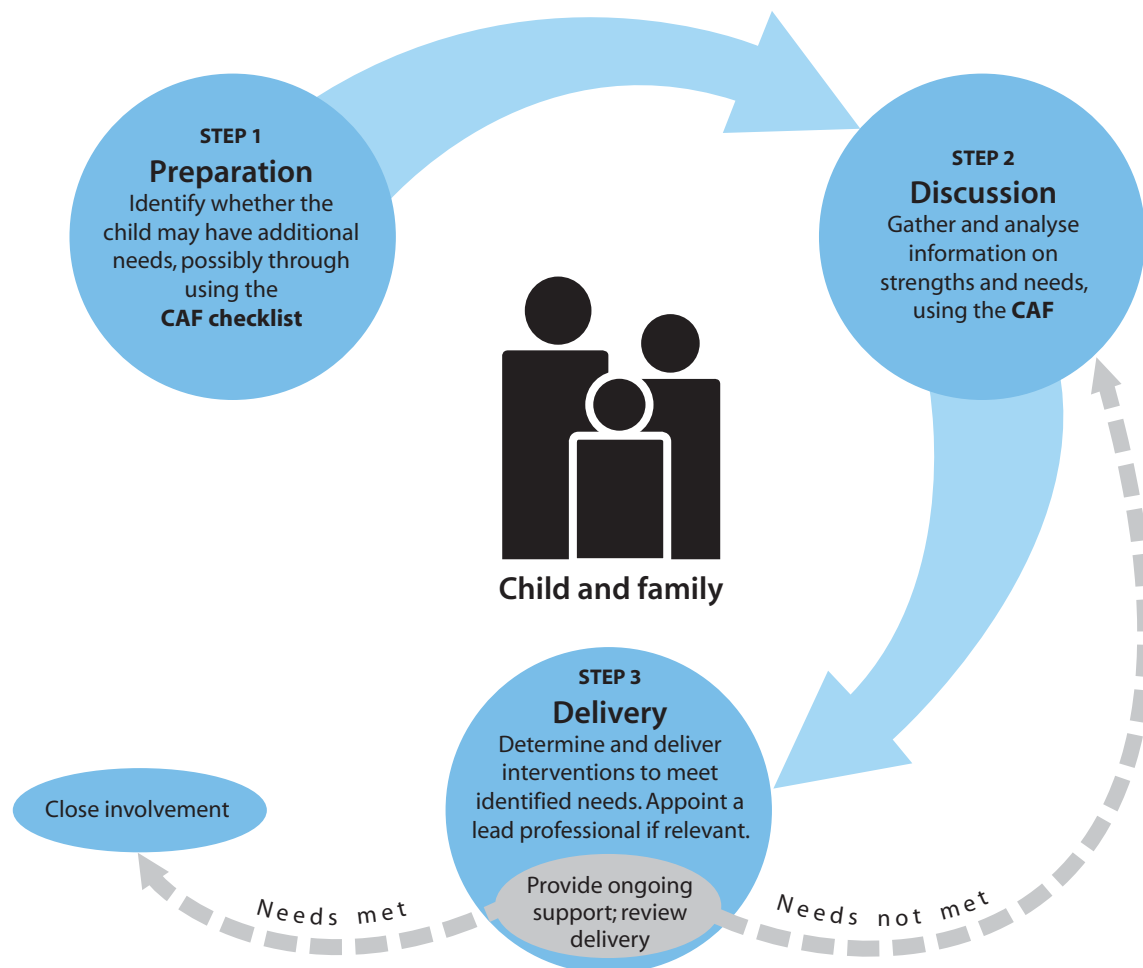 STEP 1
Preparation
Identify whether the
child may have additional
needs, possibly through
using the
CAF checklist
STEP 2
Discussion
Gather and analyse
information on
strengths and needs,
using the CAF
Child and family
STEP 3
Delivery
Determine and deliver
interventions to meet
identified needs. Appoint a
lead professional if relevant.
Provide ongoing
support; review
delivery
Close involvement
Needs met
Needs not met